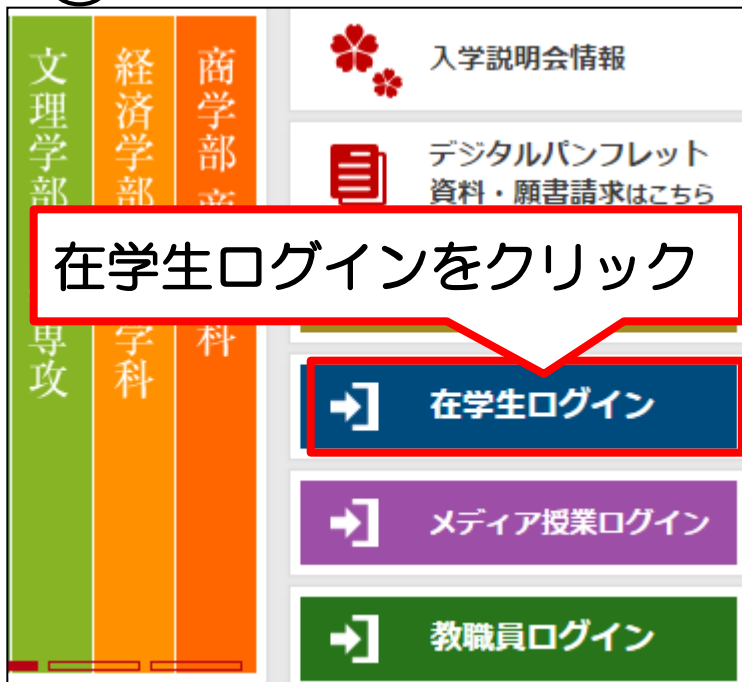 文理学部
専攻
経済学部
学科
商学部
科
入学説明会情報
デジタルパンフレット
資料・願書請求はこちら
在学生ログインをクリック
在学生ログイン
メディア授業ログイン
教職員ログイン